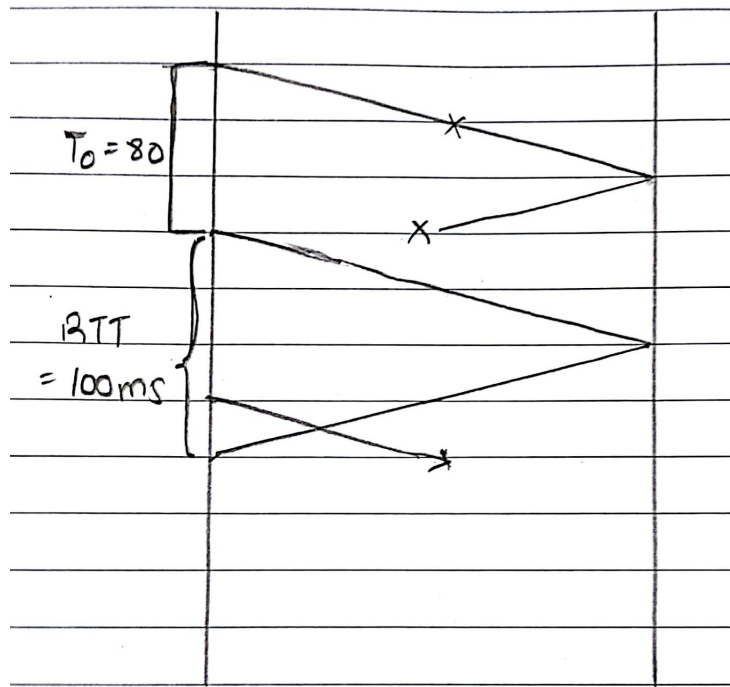 T₀ = 80
RTT
= 100ms